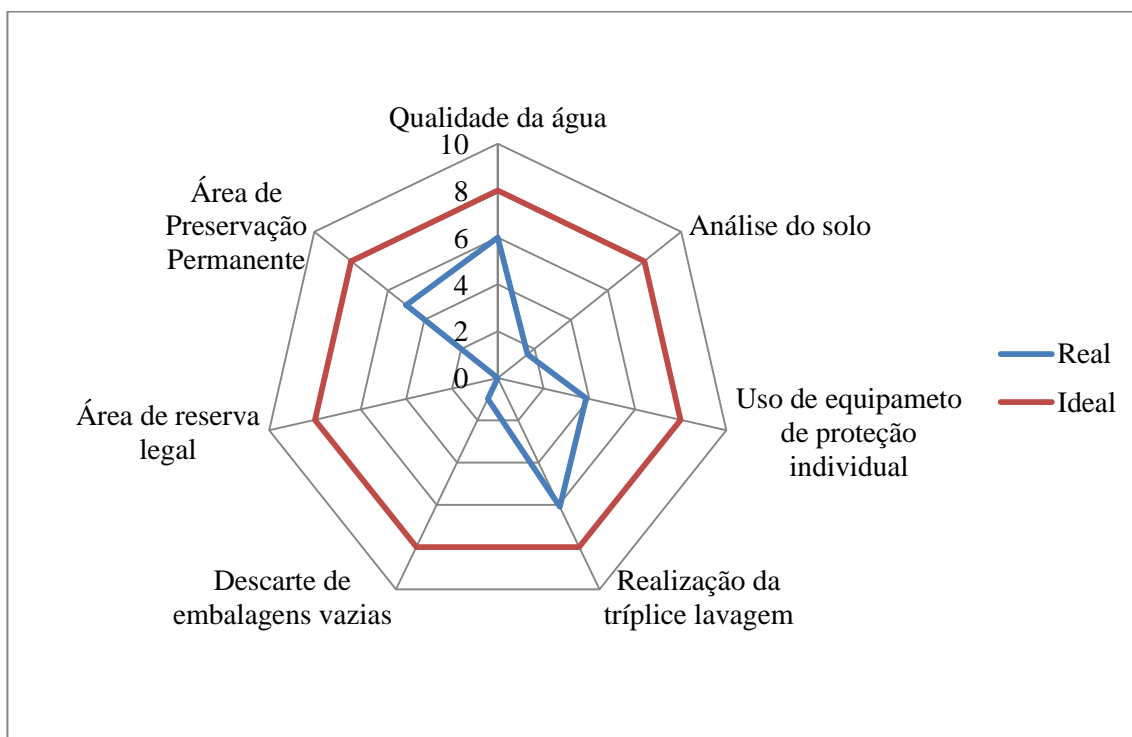 Qualidade da água
10
8
6
4
2
0
Análise do solo
Uso de equipameto
de proteção
individual
Realização da
tríplice lavagem
Descarte de
embalagens vazias
Área de reserva
legal
Área de
Preservação
Permanente
Real
Ideal